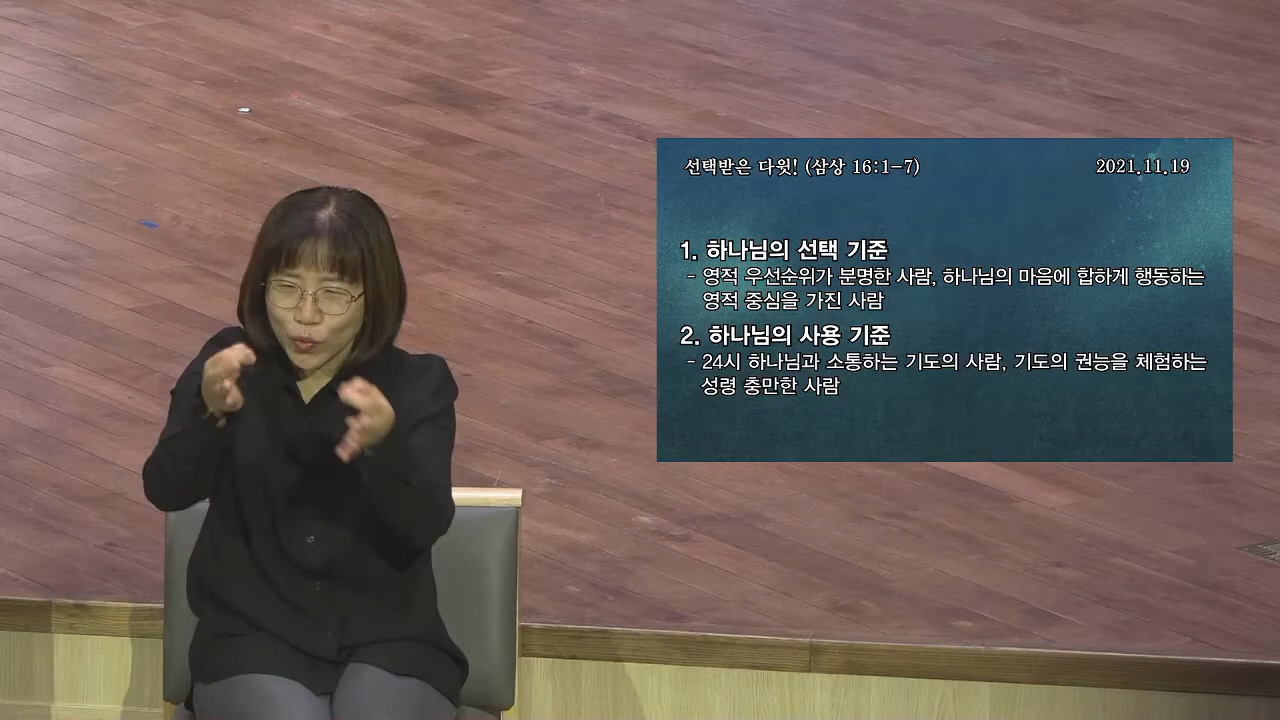 선택받은 다윗! (삼상 16:1-7)
2021.11.19
1. 하나님의 선택 기준
- 영적 우선순위가 분명한 사람, 하나님의 마음에 합하게 행동하는
영적 중심을 가진 사람
2. 하나님의 사용 기준
- 24시 하나님과 소통하는 기도의 사람, 기도의 권능을 체험하는
성령 충만한 사람